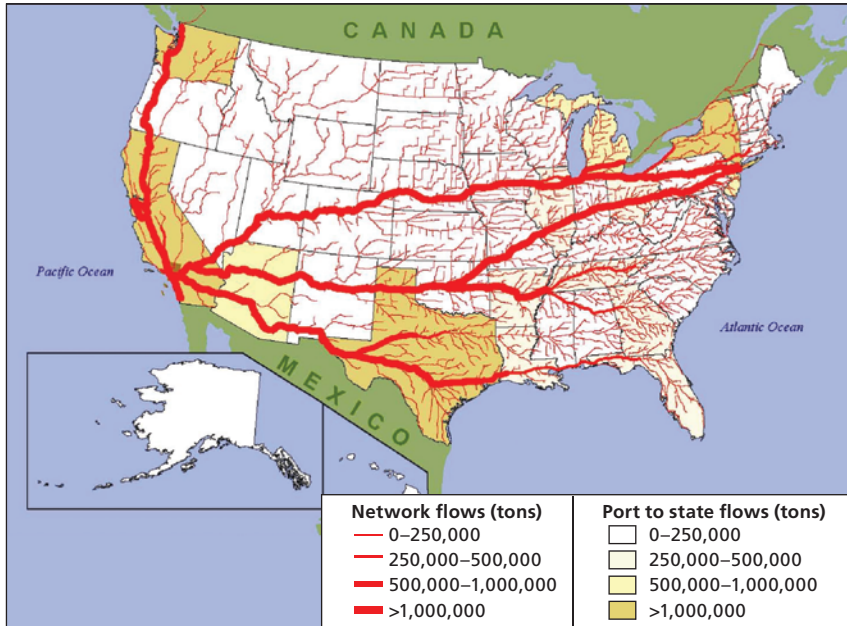 CANADA
Pacific Ocean
Atlantic Ocean
MEXICO
Network flows (tons)
0–250,000
250,000–500,000
500,000–1,000,000
>1,000,000
Port to state flows (tons)
0–250,000
250,000–500,000
500,000–1,000,000
>1,000,000